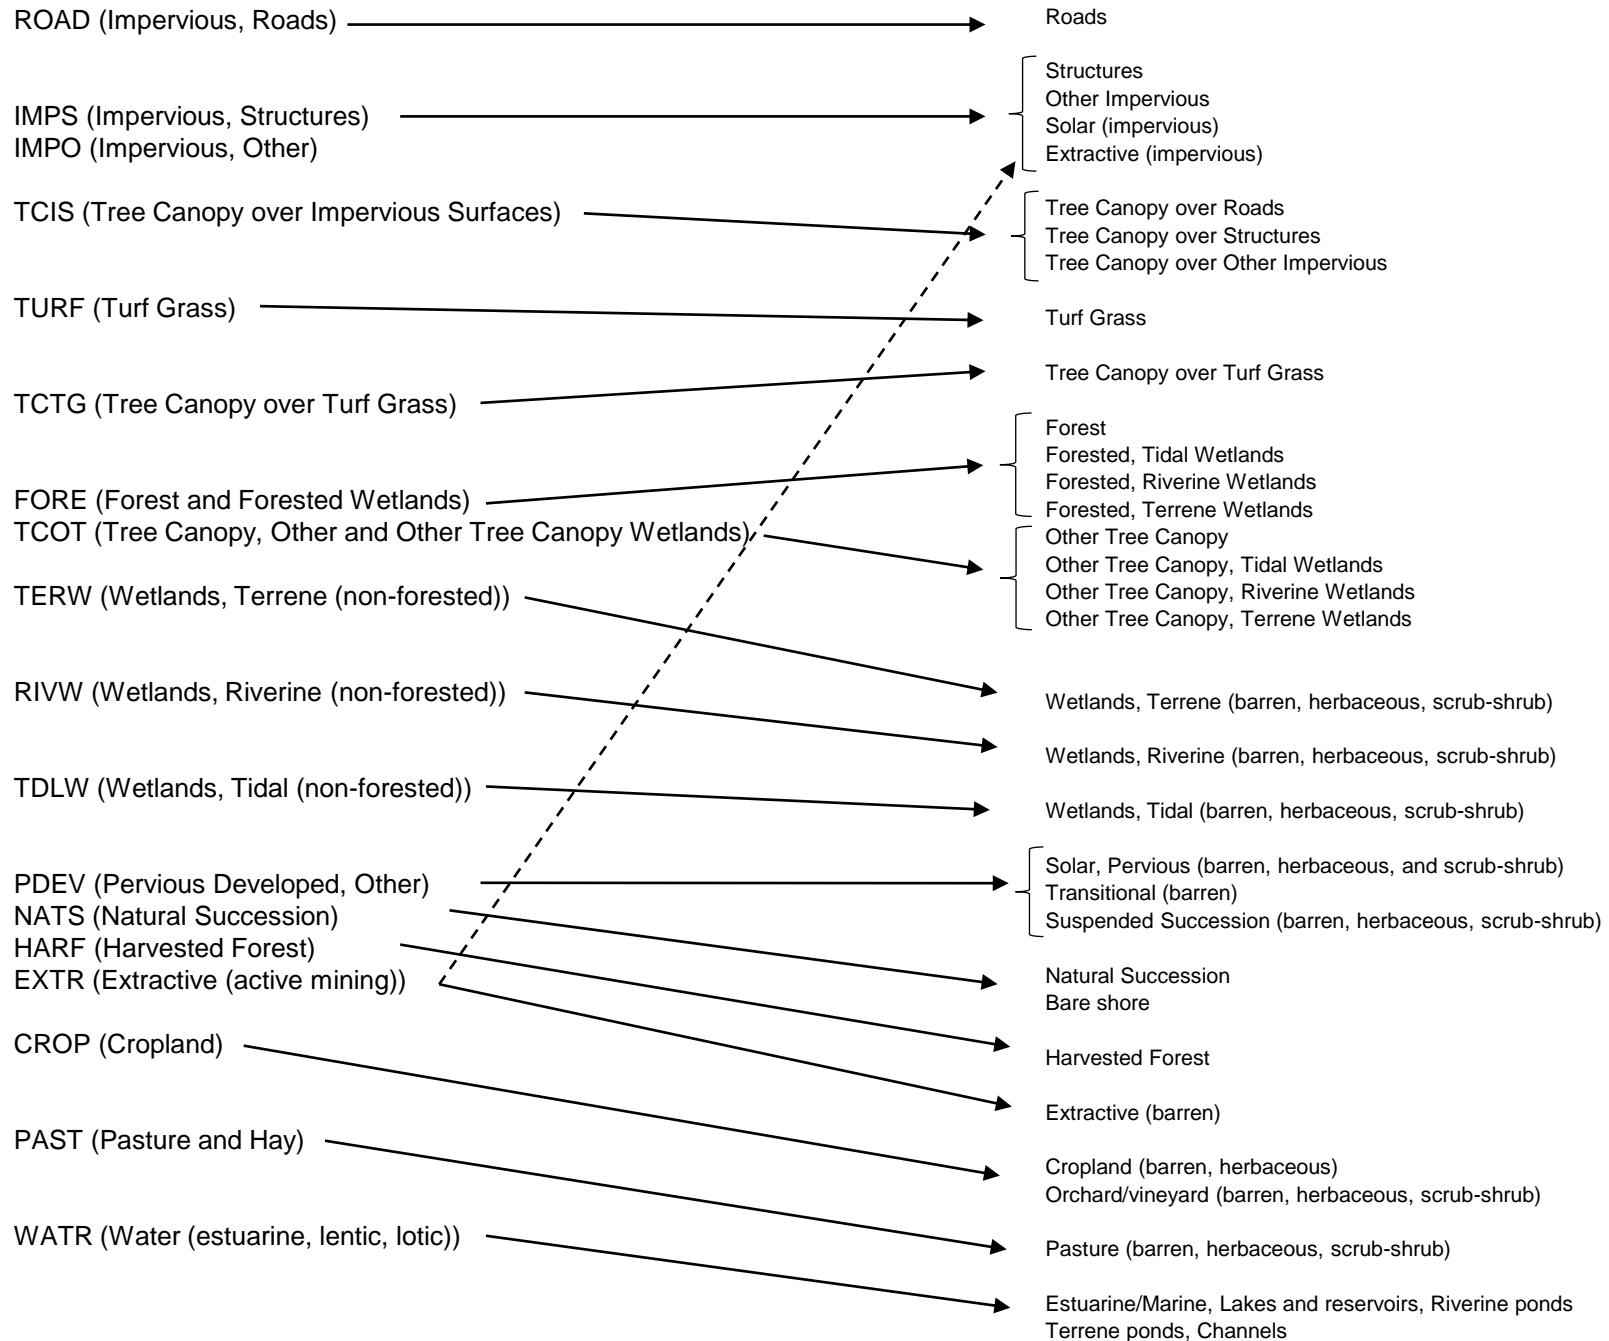 ROAD (Impervious, Roads)
IMPS (Impervious, Structures)
IMPO (Impervious, Other)
TCIS (Tree Canopy over Impervious Surfaces)
TURF (Turf Grass)
TCTG (Tree Canopy over Turf Grass)
FORE (Forest and Forested Wetlands)
TCOT (Tree Canopy, Other and Other Tree Canopy Wetlands)
TERW (Wetlands, Terrene (non-forested))
RIVW (Wetlands, Riverine (non-forested))
TDLW (Wetlands, Tidal (non-forested))
PDEV (Pervious Developed, Other)
NATS (Natural Succession)
HARF (Harvested Forest)
EXTR (Extractive (active mining))
CROP (Cropland)
PAST (Pasture and Hay)
WATR (Water (estuarine, lentic, lotic))
Roads
Structures
Other Impervious
Solar (impervious)
Extractive (impervious)
Tree Canopy over Roads
Tree Canopy over Structures
Tree Canopy over Other Impervious
Turf Grass
Tree Canopy over Turf Grass
Forest
Forested, Tidal Wetlands
Forested, Riverine Wetlands
Forested, Terrene Wetlands
Other Tree Canopy
Other Tree Canopy, Tidal Wetlands
Other Tree Canopy, Riverine Wetlands
Other Tree Canopy, Terrene Wetlands
Wetlands, Terrene (barren, herbaceous, scrub-shrub)
Wetlands, Riverine (barren, herbaceous, scrub-shrub)
Wetlands, Tidal (barren, herbaceous, scrub-shrub)
Solar, Pervious (barren, herbaceous, and scrub-shrub)
Transitional (barren)
Suspended Succession (barren, herbaceous, scrub-shrub)
Natural Succession
Bare shore
Harvested Forest
Extractive (barren)
Cropland (barren, herbaceous)
Orchard/vineyard (barren, herbaceous, scrub-shrub)
Pasture (barren, herbaceous, scrub-shrub)
Estuarine/Marine, Lakes and reservoirs, Riverine ponds
Terrene ponds, Channels